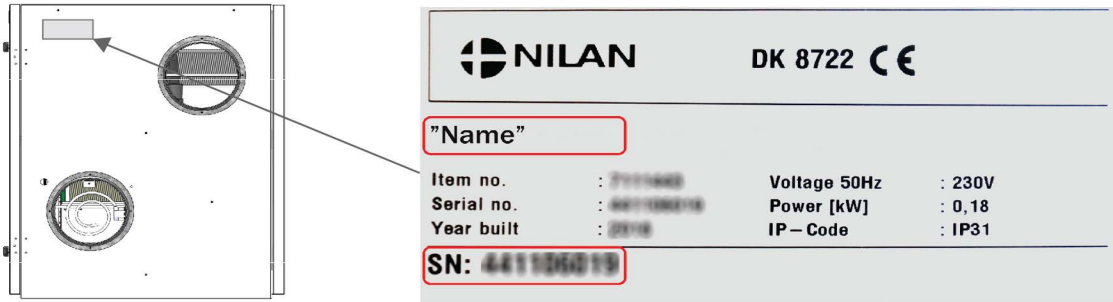 NILAN DK 8722 CE
"Name"
Item no. :
Serial no. :
Year built :
Voltage 50Hz : 230V
Power [kW] : 0,18
IP – Code : IP31
SN: